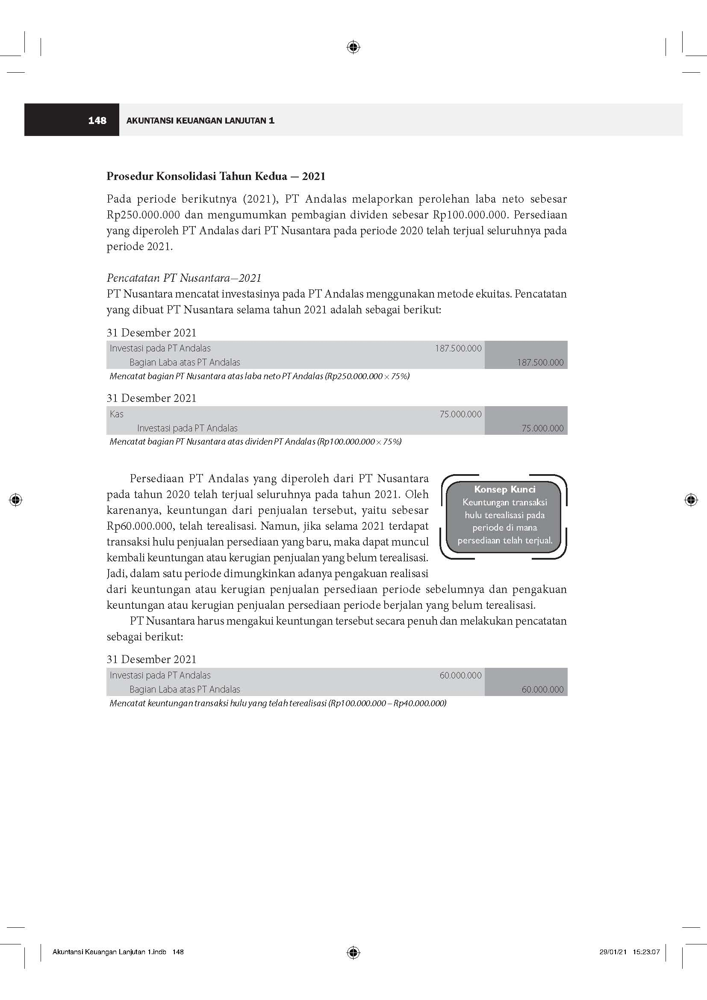 148 AKUNTANSI KEUANGAN LANJUTAN 1
Prosedur Konsolidasi Tahun Kedua — 2021
Pada periode berikutnya (2021), PT Andalas melaporkan perolehan laba neto sebesar
Rp250.000.000 dan mengumumkan pembagian dividen sebesar Rp100.000.000. Persediaan
yang diperoleh PT Andalas dari PT Nusantara pada periode 2020 telah terjual seluruhnya pada
periode 2021.
Pencatatan PT Nusantara—2021
PT Nusantara mencatat investasinya pada PT Andalas menggunakan metode ekuitas. Pencatatan
yang dibuat PT Nusantara selama tahun 2021 adalah sebagai berikut:
31 Desember 2021
Investasi pada PT Andalas 187.500.000
Bagian Laba atas PT Andalas 187.500.000
Mencatat bagian PT Nusantara atas laba neto PT Andalas (Rp250.000.000 × 75%)
31 Desember 2021
Kas 75.000.000
Investasi pada PT Andalas 75.000.000
Mencatat bagian PT Nusantara atas dividen PT Andalas (Rp100.000.000 × 75%)
Persediaan PT Andalas yang diperoleh dari PT Nusantara
pada tahun 2020 telah terjual seluruhnya pada tahun 2021. Oleh
karenanya, keuntungan dari penjualan tersebut, yaitu sebesar
Rp60.000.000, telah terealisasi. Namun, jika selama 2021 terdapat
transaksi hulu penjualan persediaan yang baru, maka dapat muncul
kembali keuntungan atau kerugian penjualan yang belum terealisasi.
Jadi, dalam satu periode dimungkinkan adanya pengakuan realisasi
dari keuntungan atau kerugian penjualan persediaan periode sebelumnya dan pengakuan
keuntungan atau kerugian penjualan persediaan periode berjalan yang belum terealisasi.
Konsep Kunci
Keuntungan transaksi
hulu terealisasi pada
periode di mana
persediaan telah terjual.
PT Nusantara harus mengakui keuntungan tersebut secara penuh dan melakukan pencatatan
sebagai berikut:
31 Desember 2021
Investasi pada PT Andalas 60.000.000
Bagian Laba atas PT Andalas 60.000.000
Mencatat keuntungan transaksi hulu yang telah terealisasi (Rp100.000.000 – Rp40.000.000)
Akuntansi Keuangan Lanjutan 1.indb 148 29/01/21 15:23:07